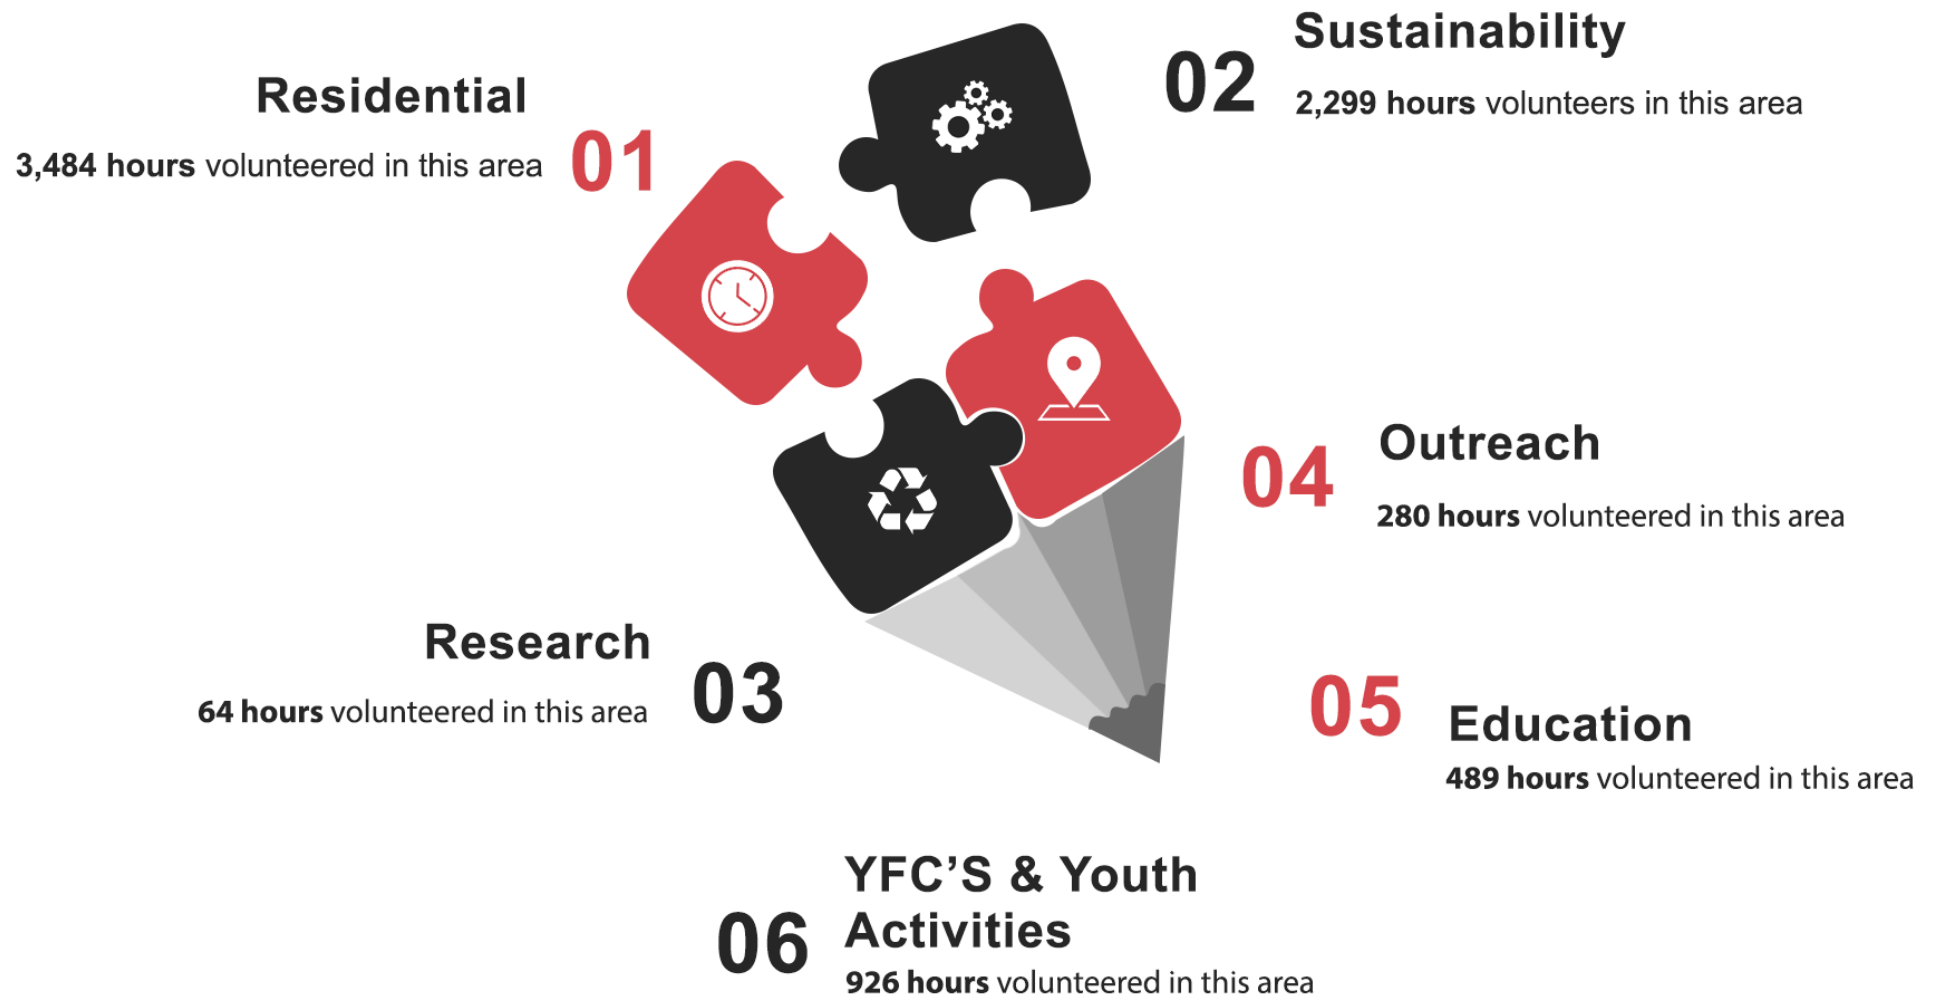 Residential
3,484 hours volunteered in this area
01
02
Sustainability
2,299 hours volunteers in this area
Research
64 hours volunteered in this area
03
04
Outreach
280 hours volunteered in this area
05
Education
489 hours volunteered in this area
06
YFC’S & Youth
Activities
926 hours volunteered in this area